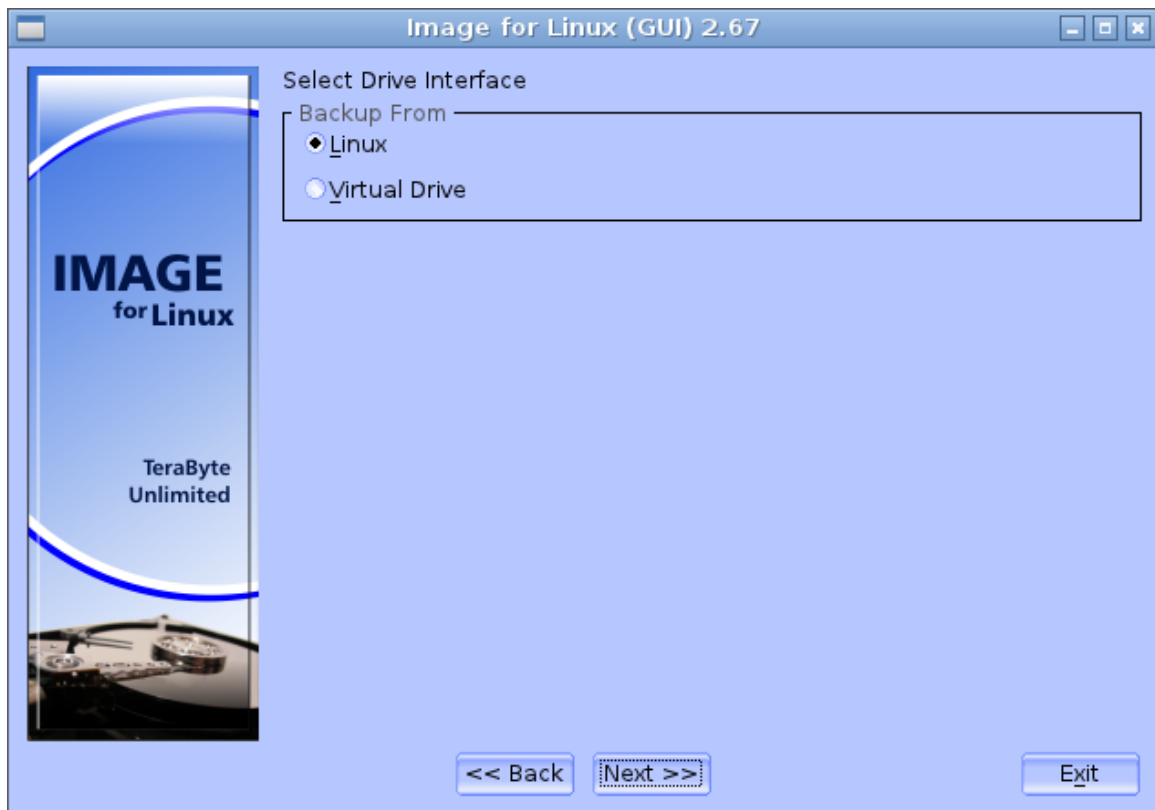 Image for Linux (GUI) 2.67
Select Drive Interface
Backup From
Linux
Virtual Drive
IMAGE
for Linux
TeraByte
Unlimited
<< Back
Next >>
Exit